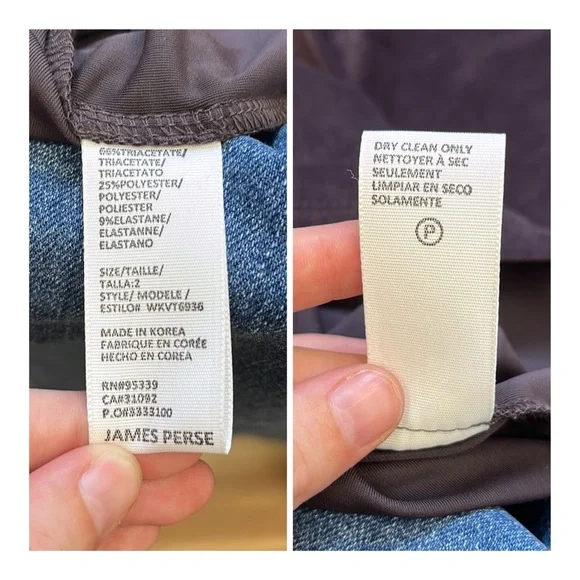 66%TRIACETATE/
TRIACETATE/
TRIACETATO
25%POLYESTER/
POLYESTER/
POLIESTER
9%ELASTANE/
ELASTANNE/
ELASTANO
SIZE/TAILLE/
TALLA:2
STYLE/ MODELE /
ESTILO# WKVT6936
MADE IN KOREA
FABRIQUE EN CORÉE
HECHO EN COREA
RN#95339
CA#31092
P.O#3333100
JAMES PERSE
DRY CLEAN ONLY
NETTOYER À SEC
SEULEMENT
LIMPIAR EN SECO
SOLAMENTE
P